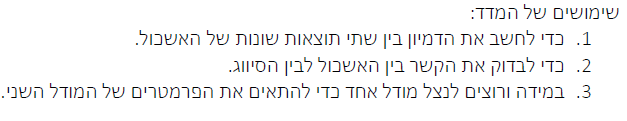 שימושים של המדד:
1. כדי לחשב את הדמיון בין שתי תוצאות שונות של האשכול.
2. כדי לבדוק את הקשר בין האשכול לבין הסיווג.
3. במידה ורוצים לנצל מודל אחד כדי להתאים את הפרמטרים של המודל השני.